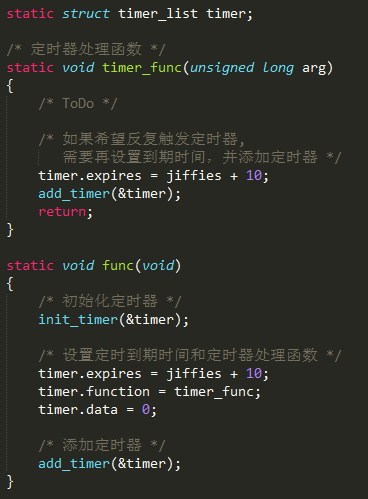 static struct timer_list timer;
/* 定时器处理函数 */
static void timer_func(unsigned long arg)
{
/* ToDo */
/* 如果希望反复触发定时器,
需要再设置到期时间，并添加定时器 */
timer.expires = jiffies + 10;
add_timer(&timer);
return;
}
static void func(void)
{
/* 初始化定时器 */
init_timer(&timer);
/* 设置定时到期时间和定时器处理函数 */
timer.expires = jiffies + 10;
timer.function = timer_func;
timer.data = 0;
/* 添加定时器 */
add_timer(&timer);
}